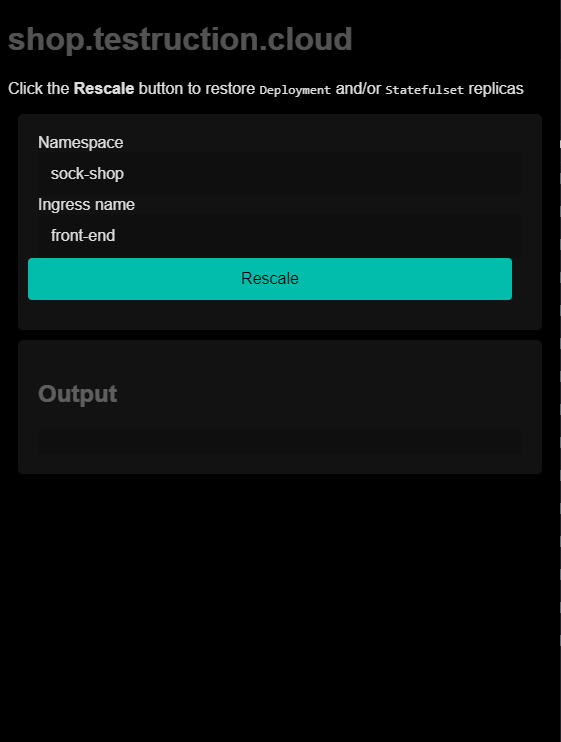 shop.testruction.cloud
Click the Rescale button to restore Deployment and/or Statefulset replicas
Namespace
sock-shop
Ingress name
front-end
Rescale
Output